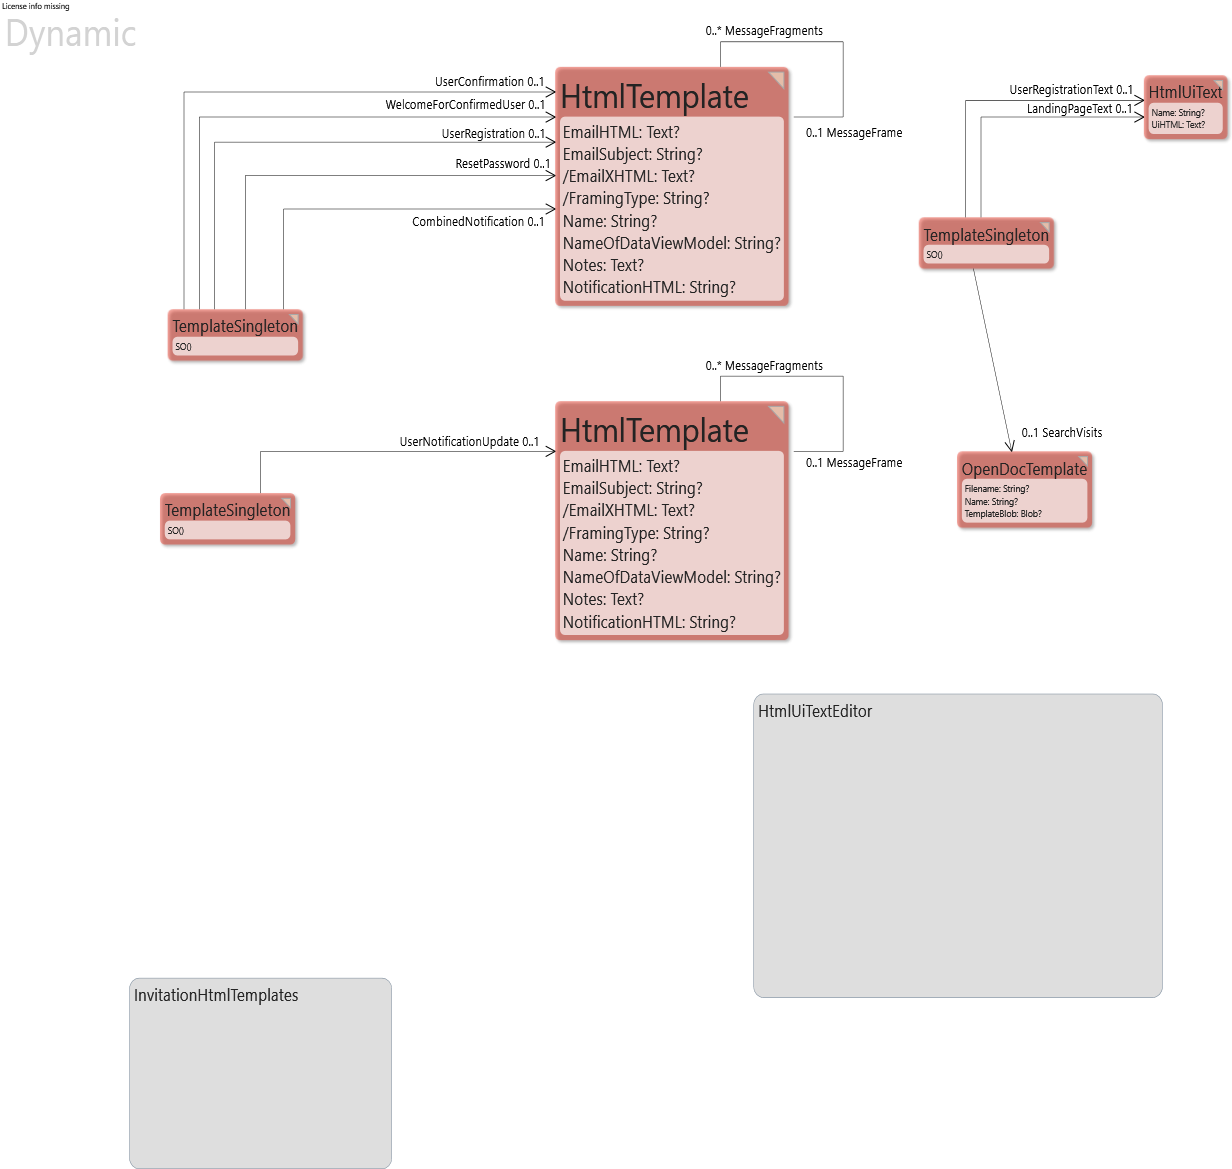 License info missing
Dynamic
0..* MessageFragments
UserConfirmation 0..1
WelcomeForConfirmedUser 0..1
UserRegistration 0..1
ResetPassword 0..1
CombinedNotification 0..1
HtmlTemplate
EmailHTML: Text?
EmailSubject: String?
/EmailXHTML: Text?
/FramingType: String?
Name: String?
NameOfDataViewModel: String?
Notes: Text?
NotificationHTML: String?
0..1 MessageFrame
TemplateSingleton
SO()
UserRegistrationText 0..1
LandingPageText 0..1
HtmlUiText
Name: String?
UiHTML: Text?
TemplateSingleton
SO()
0..* MessageFragments
UserNotificationUpdate 0..1
HtmlTemplate
EmailHTML: Text?
EmailSubject: String?
/EmailXHTML: Text?
/FramingType: String?
Name: String?
NameOfDataViewModel: String?
Notes: Text?
NotificationHTML: String?
0..1 MessageFrame
TemplateSingleton
SO()
0..1 SearchVisits
OpenDocTemplate
Filename: String?
Name: String?
TemplateBlob: Blob?
HtmlUiTextEditor
InvitationHtmlTemplates